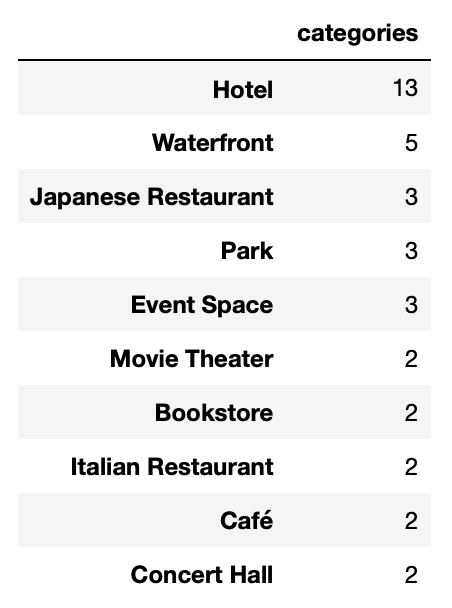 categories
Hotel 13
Waterfront 5
Japanese Restaurant 3
Park 3
Event Space 3
Movie Theater 2
Bookstore 2
Italian Restaurant 2
Café 2
Concert Hall 2